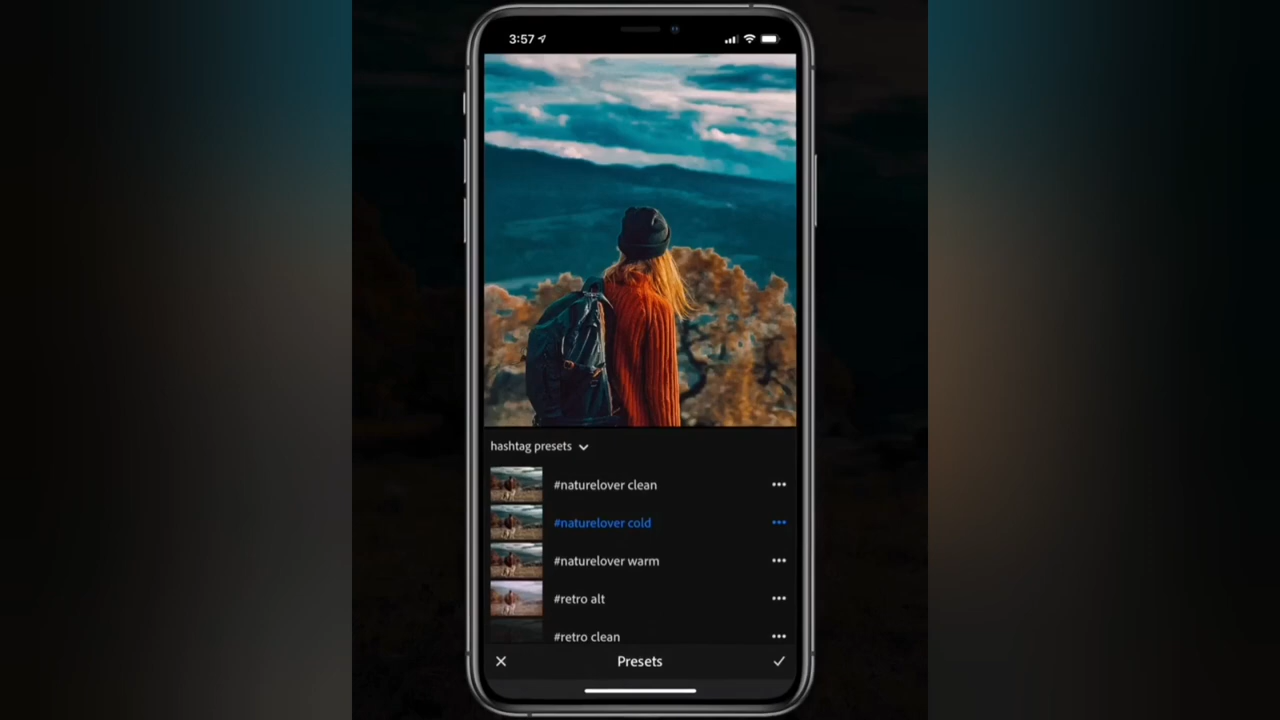 3:57
hashtag presets
#naturelover clean
#naturelover cold
#naturelover warm
#retro alt
#retro clean
Presets